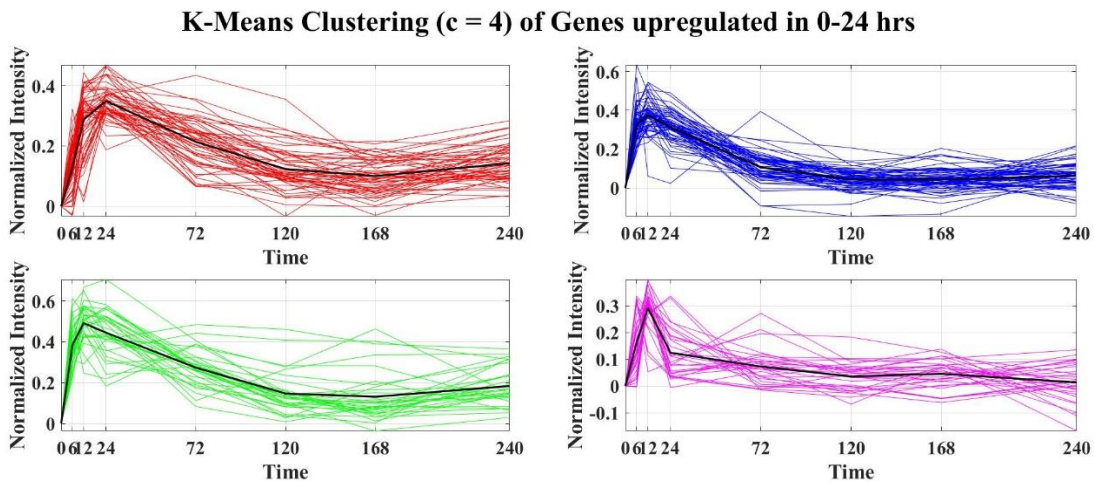 K-Means Clustering (c = 4) of Genes upregulated in 0-24 hrs
Normalized Intensity
0.4
0.2
0
0 6 12 24 72 120 168 240
Time
Normalized Intensity
0.6
0.4
0.2
0
0 6 12 24 72 120 168 240
Time
Normalized Intensity
0.6
0.4
0.2
0
0 6 12 24 72 120 168 240
Time
Normalized Intensity
0.3
0.2
0.1
0
-0.1
0 6 12 24 72 120 168 240
Time